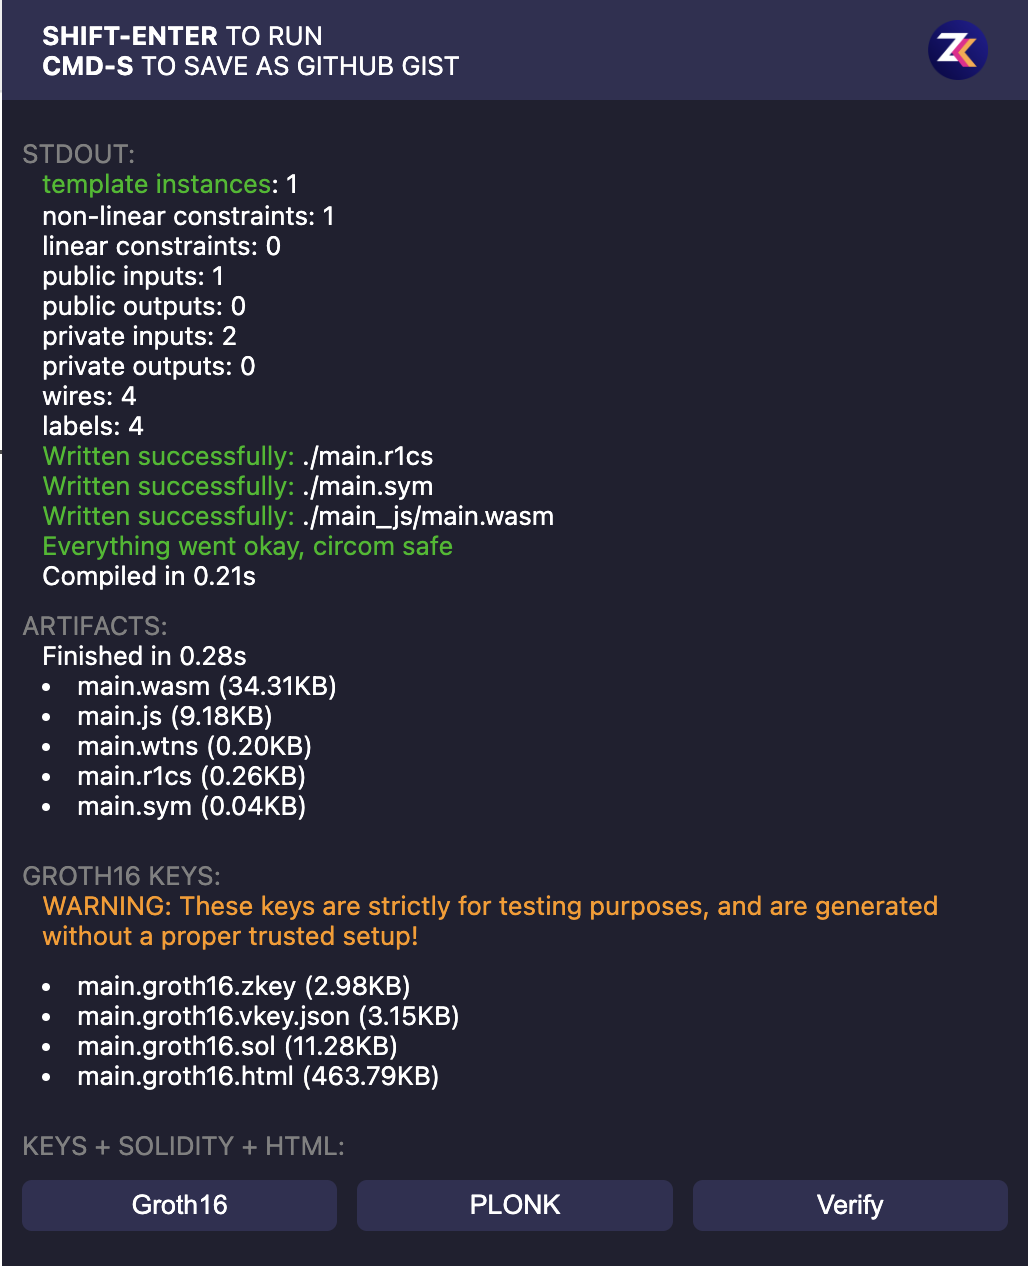 SHIFT-ENTER TO RUN
CMD-S TO SAVE AS GITHUB GIST
ZK
STDOUT:
template instances: 1
non-linear constraints: 1
linear constraints: 0
public inputs: 1
public outputs: 0
private inputs: 2
private outputs: 0
wires: 4
labels: 4
Written successfully: ./main.r1cs
Written successfully: ./main.sym
Written successfully: ./main_js/main.wasm
Everything went okay, circom safe
Compiled in 0.21s
ARTIFACTS:
Finished in 0.28s
• main.wasm (34.31KB)
• main.js (9.18KB)
• main.wtns (0.20KB)
• main.r1cs (0.26KB)
• main.sym (0.04KB)
GROTH16 KEYS:
WARNING: These keys are strictly for testing purposes, and are generated
without a proper trusted setup!
• main.groth16.zkey (2.98KB)
• main.groth16.vkey.json (3.15KB)
• main.groth16.sol (11.28KB)
• main.groth16.html (463.79KB)
KEYS + SOLIDITY + HTML:
Groth16 PLONK Verify